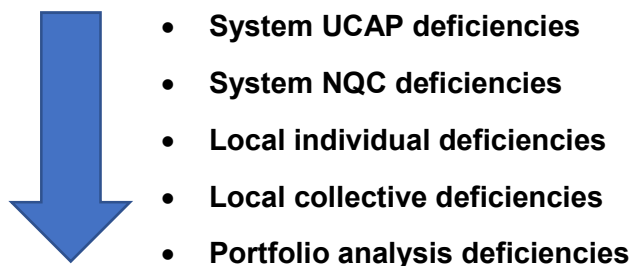 • System UCAP deficiencies
• System NQC deficiencies
• Local individual deficiencies
• Local collective deficiencies
• Portfolio analysis deficiencies